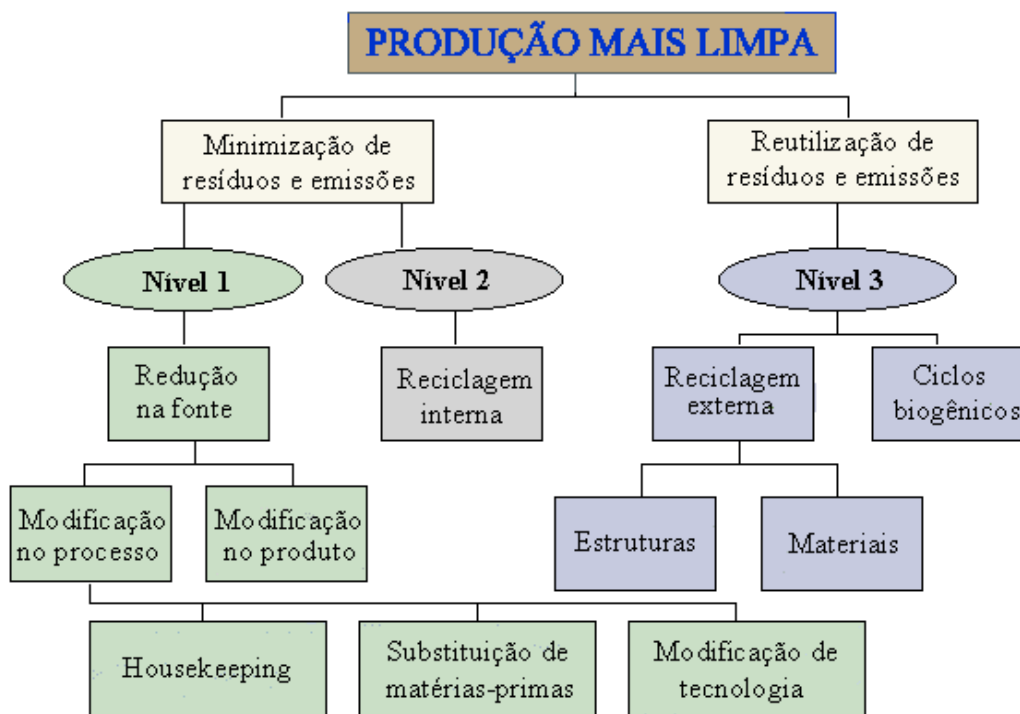 PRODUÇÃO MAIS LIMPA
Minimização de
resíduos e emissões
Reutilização de
resíduos e emissões
Nível 1
Nível 2
Nível 3
Redução
na fonte
Reciclagem
interna
Reciclagem
externa
Ciclos
biogênicos
Modificação
no processo
Modificação
no produto
Estruturas
Materiais
Housekeeping
Substituição de
matérias-primas
Modificação de
tecnologia